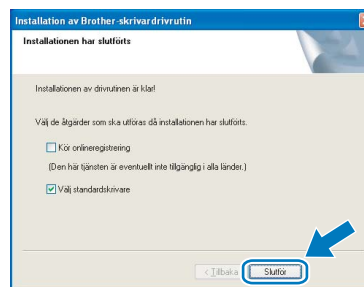 Installation av Brother-skrivardrivrutin
Installationen har slutförts
Installationen av drivrutinen är klar!
Välj de åtgärder som ska utföras då installationen har slutförts.
Kör onlineregistrering
(Den här tjänsten är eventuellt inte tillgänglig i alla länder.)
Välj standardskrivare
< Tillbaka
Slutför